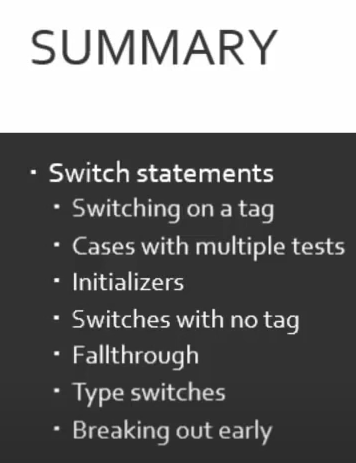 SUMMARY
Switch statements
Switching on a tag
Cases with multiple tests
Initializers
Switches with no tag
Fallthrough
Type switches
Breaking out early